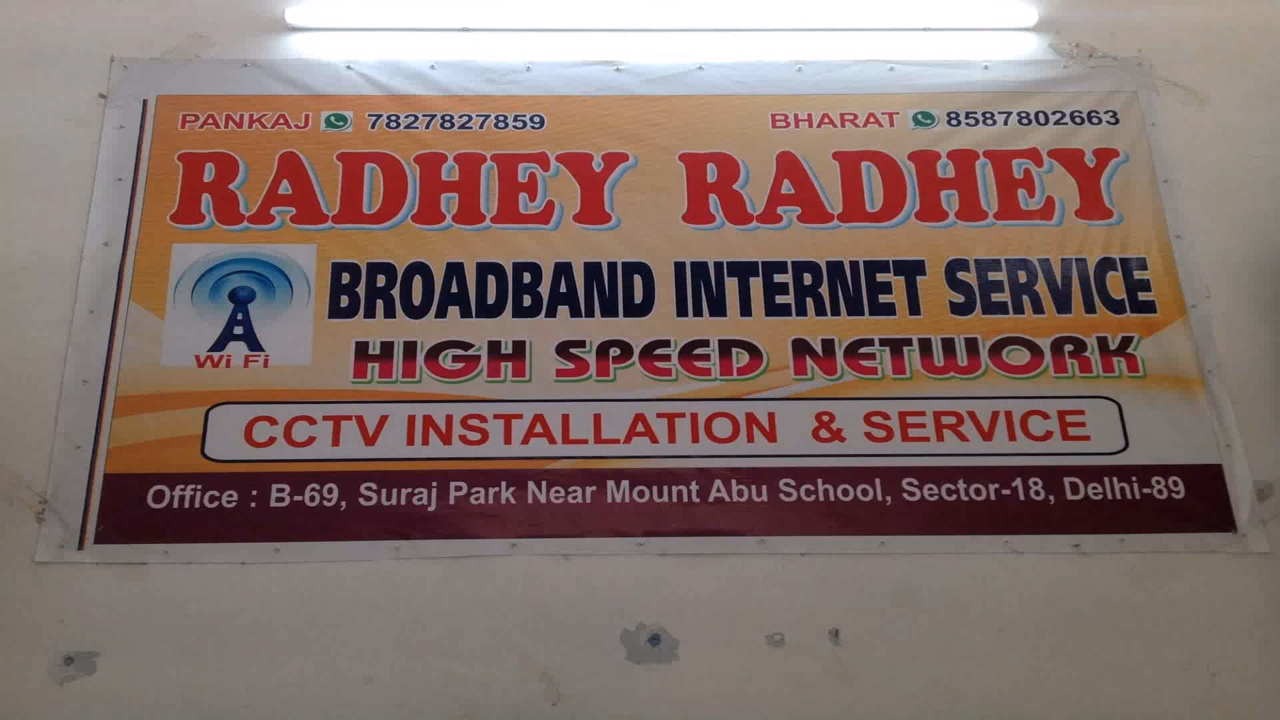 PANKAJ 7827827859 BHARAT 8587802663
RADHEY RADHEY
BROADBAND INTERNET SERVICE
Wi Fi HIGH SPEED NETWORK
CCTV INSTALLATION & SERVICE
Office : B-69, Suraj Park Near Mount Abu School, Sector-18, Delhi-89